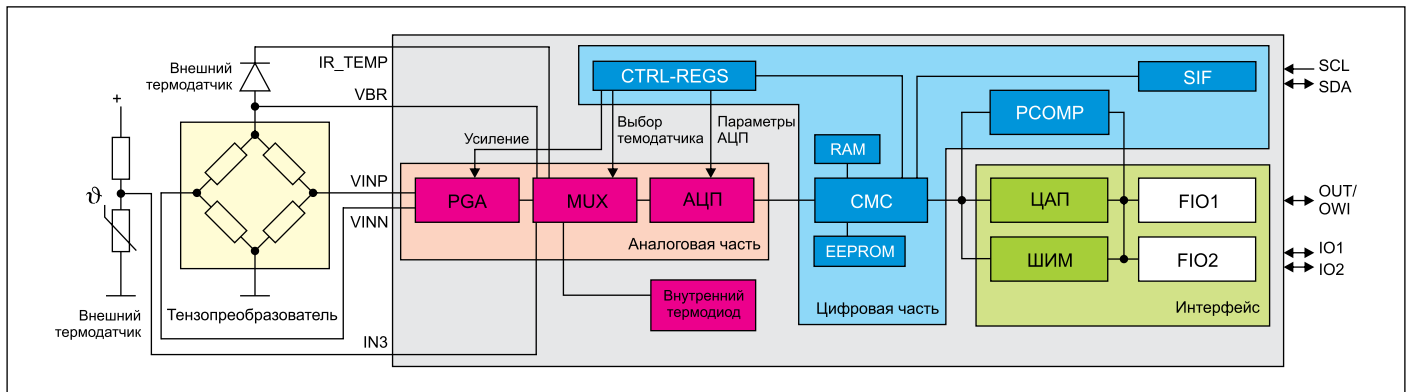 Внешний
термодатчик
IR_TEMP
VBR
+
ϑ
VINP
VINN
Внешний
термодатчик
Тензопреобразователь
IN3
CTRL-REGS
SIF
PCOMP
Усиление
Выбор
темодатчика
Параметры
АЦП
RAM
PGA
MUX
АЦП
CMC
EEPROM
Аналоговая часть
Внутренний
термодиод
Цифровая часть
ЦАП
FIO1
ШИМ
FIO2
Интерфейс
SCL
SDA
OUT/
OWI
IO1
IO2